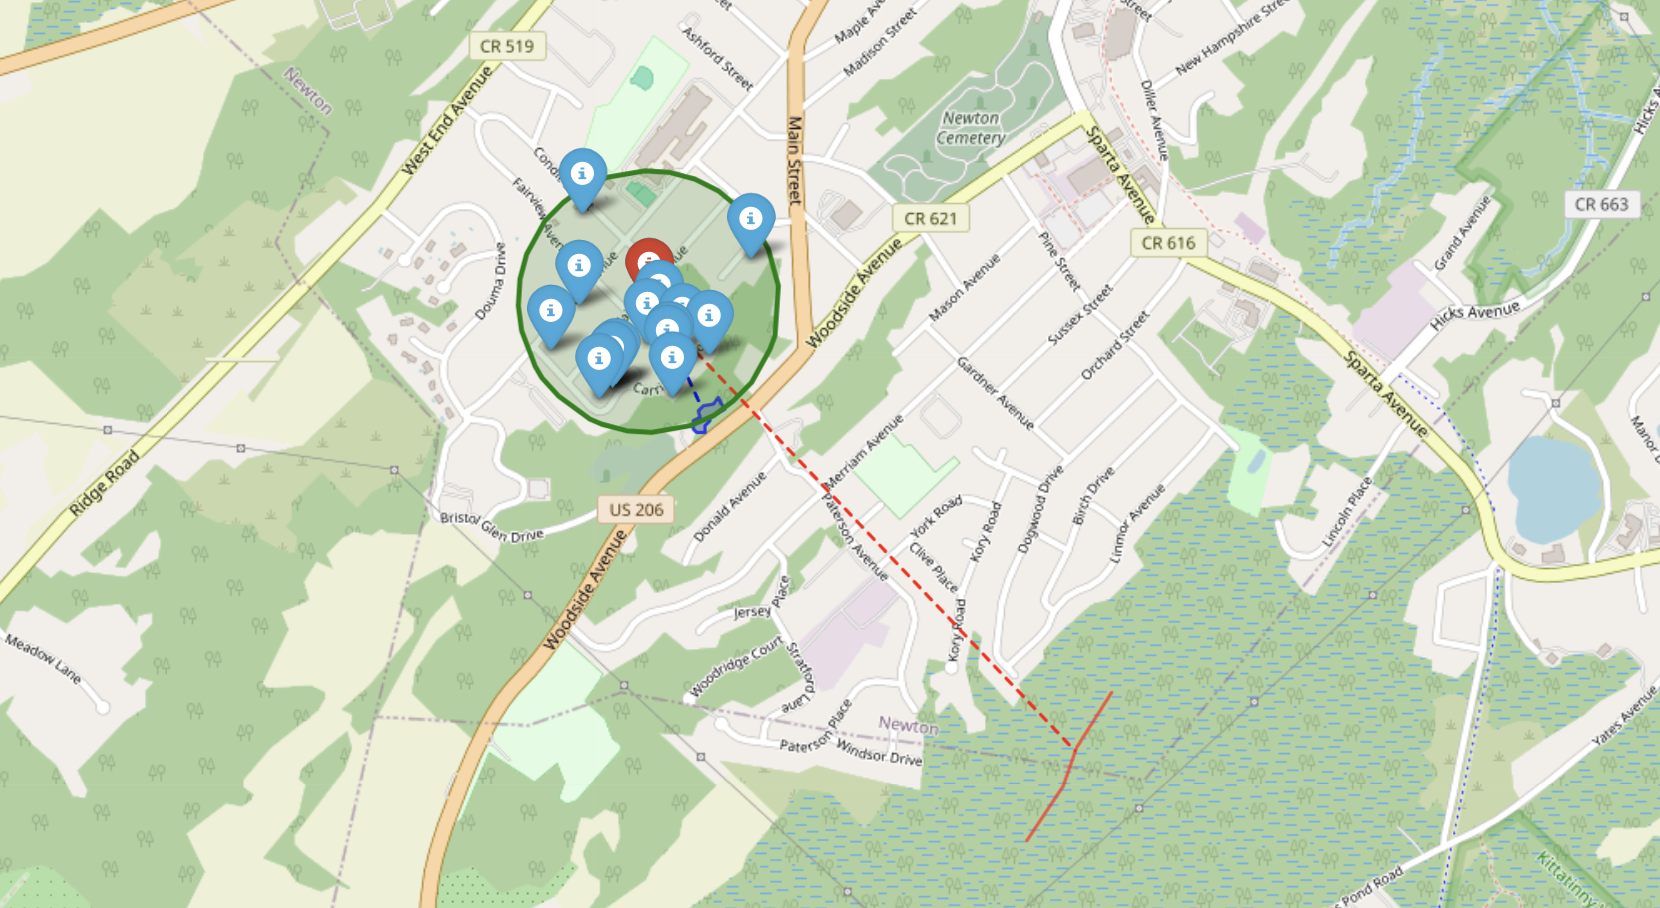 CR 519
Ashford Street
Maple Av
Madison Street
Street
New Hampshire Stre
Newton
West End Avenue
Main Street
Newton
Cemetery
Diller Avenue
Hicks A
Sparta Avenue
Fairview Avenue
CR 621
CR 663
CR 616
Grand Avenue
Pine Street
Douma Drive
Woodside Avenue
Mason Avenue
Sussex Street
Orchard Street
Hicks Avenue
Sparta Avenue
Gardner Avenue
Merriam Avenue
Ridge Road
US 206
Donald Avenue
Paterson Avenue
York Road
Kory Road
Dogwood Drive
Birch Drive
Linmor Avenue
Lincoln Place
Manor
Bristol Glen Drive
Clive Place
Woodside Avenue
Jersey Place
Kory Road
Meadow Lane
Woodridge Court
Stratford Lane
Paterson Place
Newton
Windsor Drive
Yates Avenue
Pond Road
Kittatinny